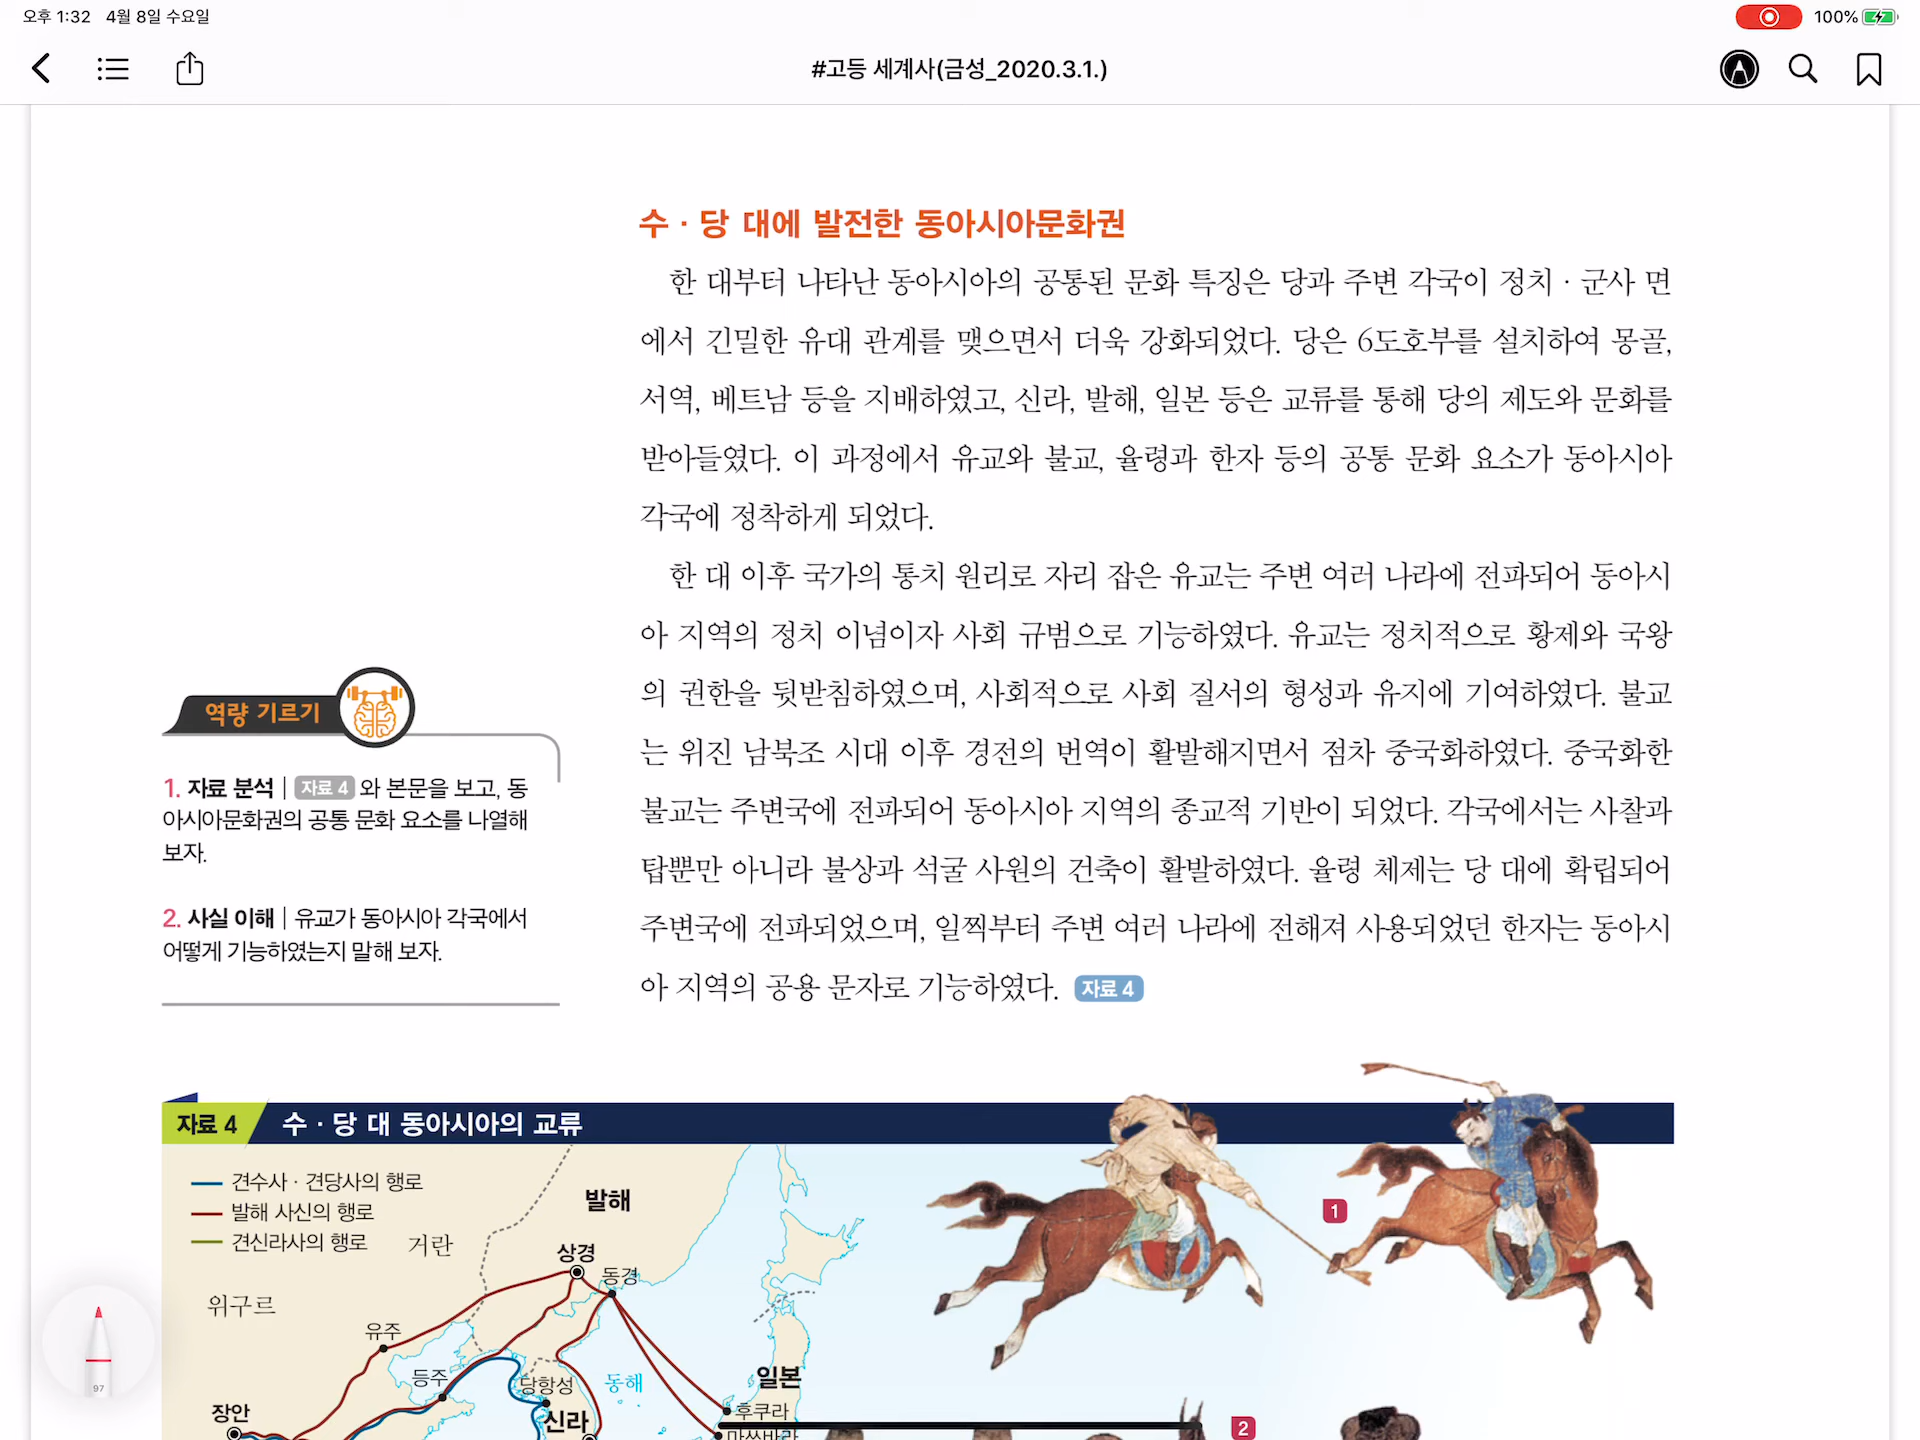 오후 1:32 4월 8일 수요일
100%
#고등 세계사(금성_2020.3.1.)
수 · 당 대에 발전한 동아시아문화권
한 대부터 나타난 동아시아의 공통된 문화 특징은 당과 주변 각국이 정치 · 군사 면
에서 긴밀한 유대 관계를 맺으면서 더욱 강화되었다. 당은 6도호부를 설치하여 몽골,
서역, 베트남 등을 지배하였고, 신라, 발해, 일본 등은 교류를 통해 당의 제도와 문화를
받아들였다. 이 과정에서 유교와 불교, 율령과 한자 등의 공통 문화 요소가 동아시아
각국에 정착하게 되었다.
한 대 이후 국가의 통치 원리로 자리 잡은 유교는 주변 여러 나라에 전파되어 동아시
아 지역의 정치 이념이자 사회 규범으로 기능하였다. 유교는 정치적으로 황제와 국왕
의 권한을 뒷받침하였으며, 사회적으로 사회 질서의 형성과 유지에 기여하였다. 불교
는 위진 남북조 시대 이후 경전의 번역이 활발해지면서 점차 중국화하였다. 중국화한
불교는 주변국에 전파되어 동아시아 지역의 종교적 기반이 되었다. 각국에서는 사찰과
탑뿐만 아니라 불상과 석굴 사원의 건축이 활발하였다. 율령 체제는 당 대에 확립되어
주변국에 전파되었으며, 일찍부터 주변 여러 나라에 전해져 사용되었던 한자는 동아시
아 지역의 공용 문자로 기능하였다. 자료 4
역량 기르기
1. 자료 분석 | 자료 4 와 본문을 보고, 동
아시아문화권의 공통 문화 요소를 나열해
보자.
2. 사실 이해 | 유교가 동아시아 각국에서
어떻게 기능하였는지 말해 보자.
자료 4 수 · 당 대 동아시아의 교류
견수사 · 견당사의 행로
발해 사신의 행로
견신라사의 행로
거란
발해
상경
동경
위구르
유주
등주
당항성
동해
일본
장안
신라
후쿠라
마쓰바라
1
2
97